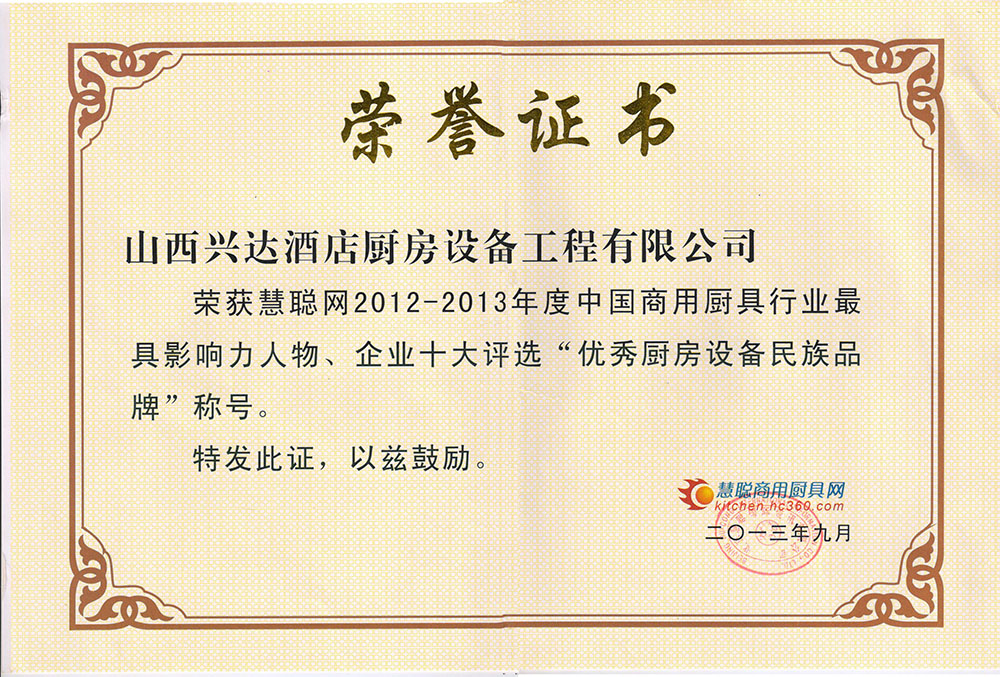 荣誉证书
山西兴达酒店厨房设备工程有限公司
荣获慧聪网2012-2013年度中国商用厨具行业最
具影响力人物、企业十大评选“优秀厨房设备民族品
牌”称号。
特发此证，以兹鼓励。
慧聪商用厨具网
kitchen.hc360.com
二〇一三年九月